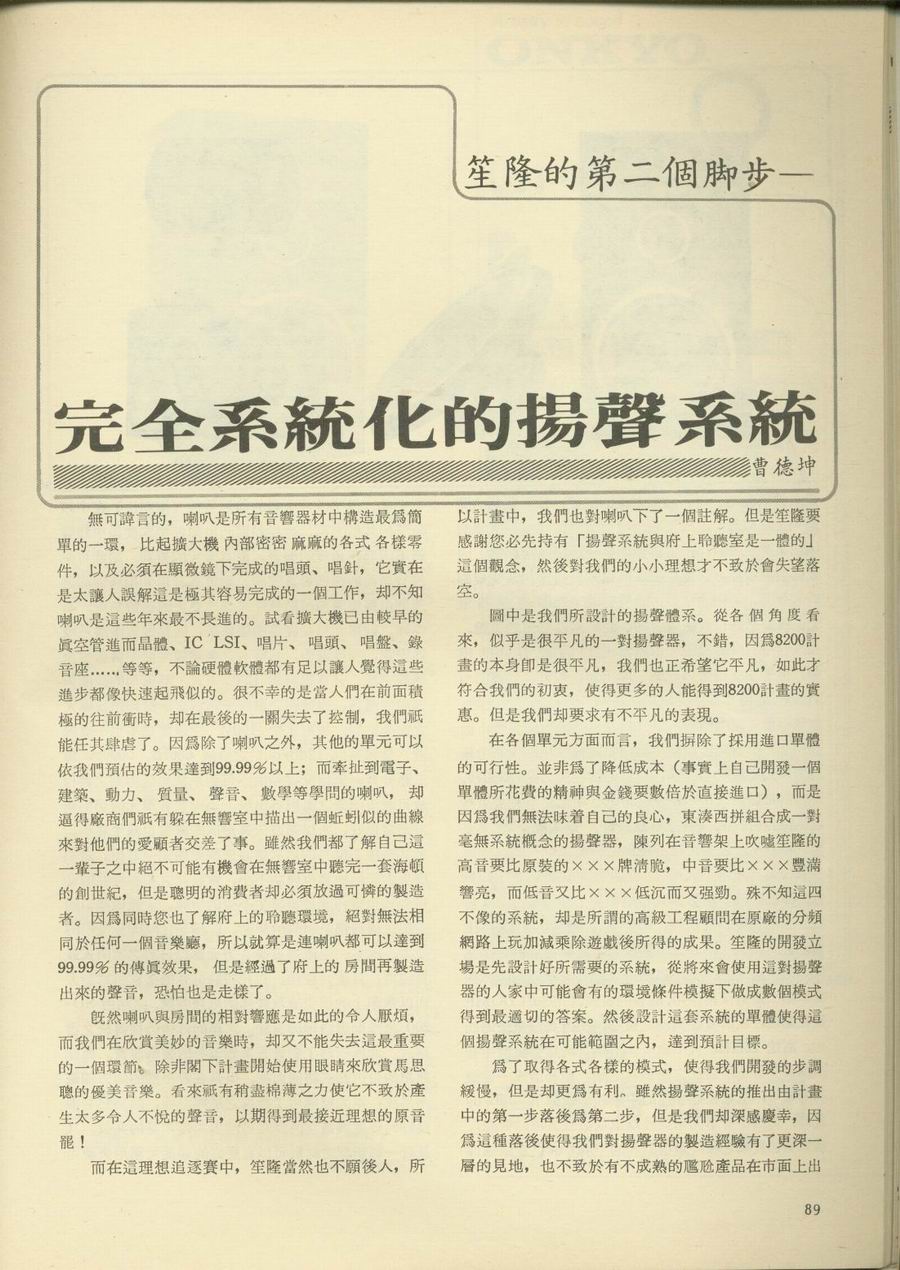 笙隆的第二個脚步—
完全系統化的揚聲系統
曹德坤
無可諱言的，喇叭是所有音響器材中構造最爲簡
單的一環，比起擴大機內部密密麻麻的各式各樣零
件，以及必須在顯微鏡下完成的唱頭、唱針，它實在
是太讓人誤解這是極其容易完成的一個工作，却不知
喇叭是這些年來最不長進的。試看擴大機已由較早的
眞空管進而晶體、IC LSI、唱片、唱頭、唱盤、錄
音座……等等，不論硬體軟體都有足以讓人覺得這些
進步都像快速起飛似的。很不幸的是當人們在前面積
極的往前衝時，却在最後的一關失去了控制，我們祇
能任其肆虐了。因爲除了喇叭之外，其他的單元可以
依我們預估的效果達到99.99%以上；而牽扯到電子、
建築、動力、質量、聲音、數學等學問的喇叭，却
逼得廠商們祇有躱在無響室中描出一個蚯蚓似的曲線
來對他們的愛顧者交差了事。雖然我們都了解自己這
一輩子之中絕不可能有機會在無響室中聽完一套海頓
的創世紀，但是聰明的消費者却必須放過可憐的製造
者。因爲同時您也了解府上的聆聽環境，絕對無法相
同於任何一個音樂廳，所以就算是連喇叭都可以達到
99.99%的傳眞效果，但是經過了府上的房間再製造
出來的聲音，恐怕也是走樣了。
旣然喇叭與房間的相對響應是如此的令人厭煩，
而我們在欣賞美妙的音樂時，却又不能失去這最重要
的一個環節。除非閣下計畫開始使用眼睛來欣賞馬思
聰的優美音樂。看來祇有稍盡棉薄之力使它不致於產
生太多令人不悅的聲音，以期得到最接近理想的原音
罷！
而在這理想追逐賽中，笙隆當然也不願後人，所
以計畫中，我們也對喇叭下了一個註解。但是笙隆要
感謝您必先持有「揚聲系統與府上聆聽室是一體的」
這個觀念，然後對我們的小小理想才不致於會失望落
空。
圖中是我們所設計的揚聲體系。從各個角度看
來，似乎是很平凡的一對揚聲器，不錯，因爲8200計
畫的本身卽是很平凡，我們也正希望它平凡，如此才
符合我們的初衷，使得更多的人能得到8200計畫的實
惠。但是我們却要求有不平凡的表現。
在各個單元方面而言，我們摒除了採用進口單體
的可行性。並非爲了降低成本（事實上自己開發一個
單體所花費的精神與金錢要數倍於直接進口），而是
因爲我們無法味着自己的良心，東湊西拼組合成一對
毫無系統槪念的揚聲器，陳列在音響架上吹噓笙隆的
高音要比原裝的×××牌清脆，中音要比×××豐滿
響亮，而低音又比×××低沉而又强勁。殊不知這四
不像的系統，却是所謂的高級工程顧問在原廠的分頻
網路上玩加減乘除遊戲後所得的成果。笙隆的開發立
場是先設計好所需要的系統，從將來會使用這對揚聲
器的人家中可能會有的環境條件模擬下做成數個模式
得到最適切的答案。然後設計這套系統的單體使得這
個揚聲系統在可能範圍之內，達到預計目標。
爲了取得各式各樣的模式，使得我們開發的步調
緩慢，但是却更爲有利。雖然揚聲系統的推出由計畫
中的第一步落後爲第二步，但是我們却深感慶幸，因
爲這種落後使得我們對揚聲器的製造經驗有了更深一
層的見地，也不致於有不成熟的尷尬產品在市面上出
89